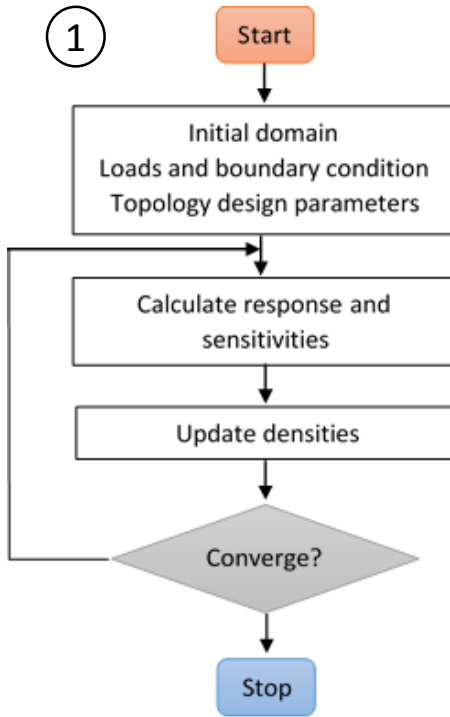 1
Start
Initial domain
Loads and boundary condition
Topology design parameters
Calculate response and
sensitivities
Update densities
Converge?
Stop